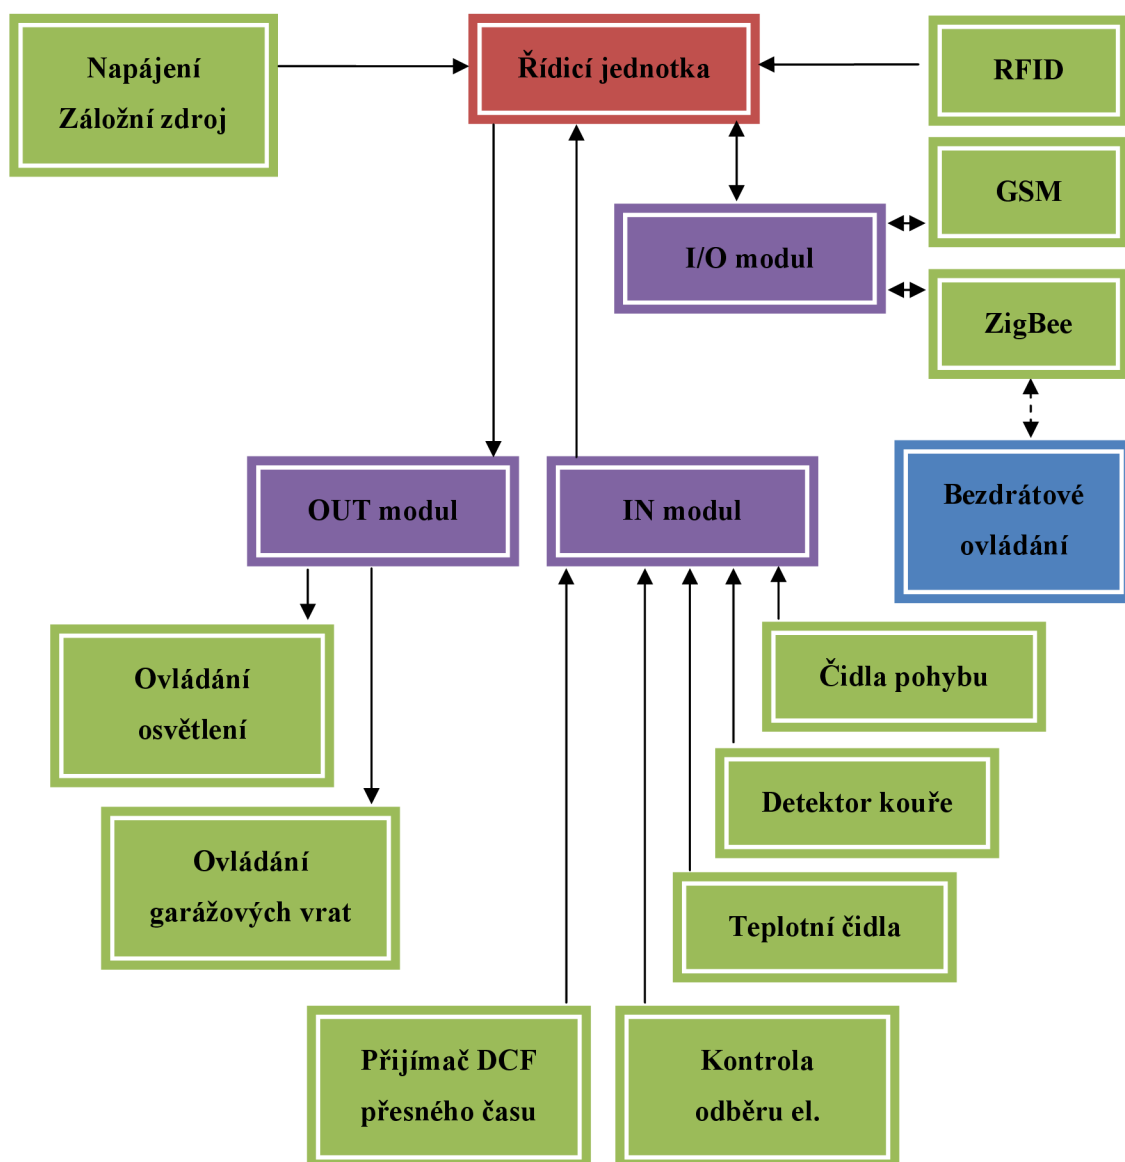 Napájení
Záložní zdroj
Řídicí jednotka
RFID
GSM
I/O modul
ZigBee
OUT modul
IN modul
Bezdrátové
ovládání
Ovládání
osvětlení
Čidla pohybu
Detektor kouře
Ovládání
garážových vrat
Teplotní čidla
Přijímač DCF
přesného času
Kontrola
odběru el.